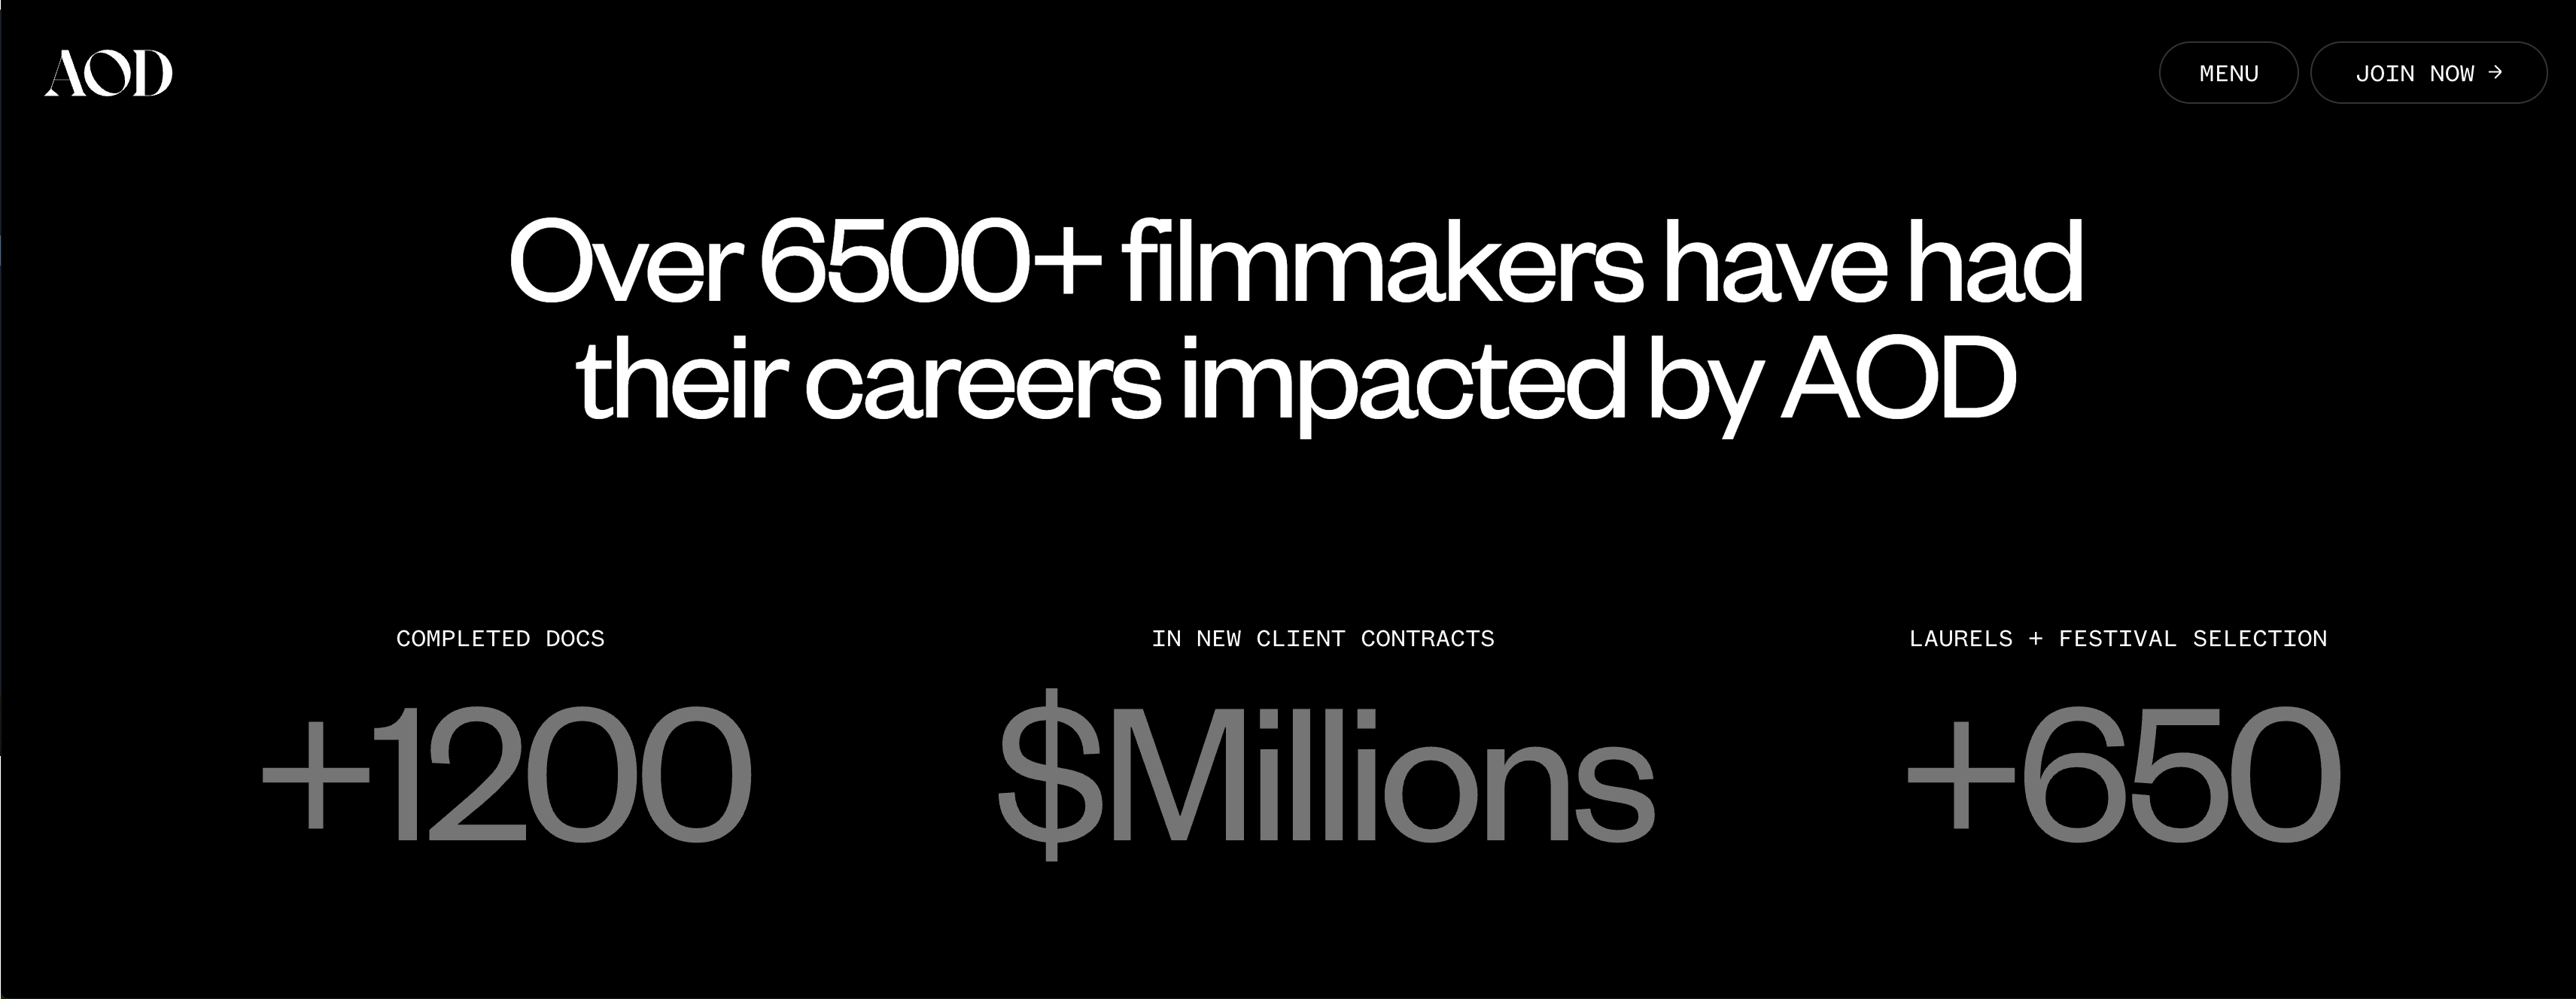 AOD
MENU
JOIN NOW →
Over 6500+ filmmakers have had
their careers impacted by AOD
COMPLETED DOCS
+1200
IN NEW CLIENT CONTRACTS
$Millions
LAURELS + FESTIVAL SELECTION
+650